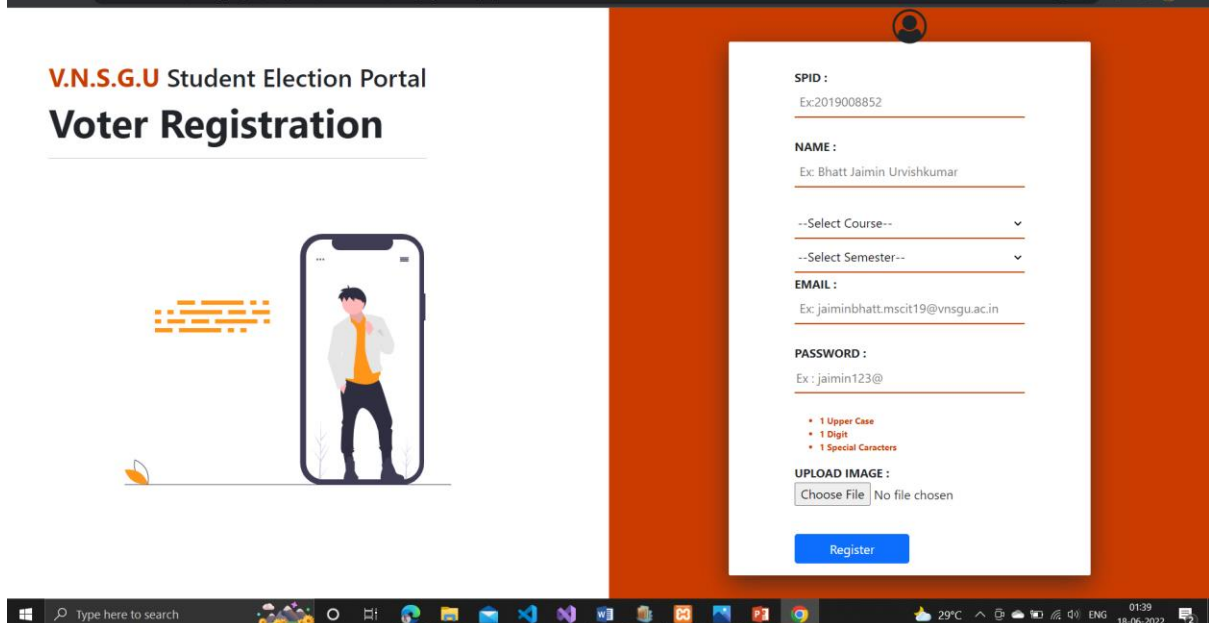 V.N.S.G.U Student Election Portal
Voter Registration
SPID :
Ex:2019008852
NAME :
Ex: Bhatt Jaimin Urvishkumar
--Select Course--
--Select Semester--
EMAIL :
Ex: jaiminbhatt.mscit19@vnsgu.ac.in
PASSWORD :
Ex : jaimin123@
• 1 Upper Case
• 1 Digit
• 1 Special Caracters
UPLOAD IMAGE :
Choose File No file chosen
Register
Type here to search
29°C ENG 01:39
18-06-2022
2